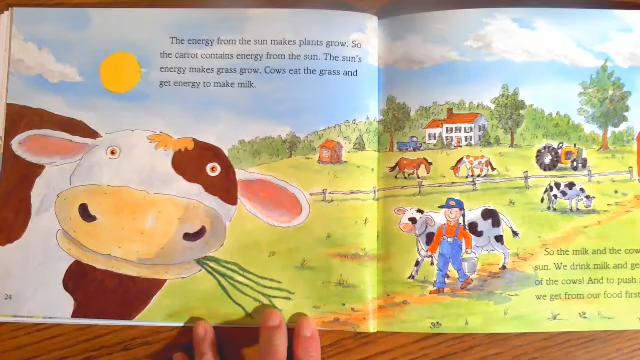 The energy from the sun makes plants grow. So
the carrot contains energy from the sun. The sun's
energy makes grass grow. Cows eat the grass and
get energy to make milk.
24
So the milk and the cow
sun. We drink milk and ge
of the cows! And to push
we get from our food first